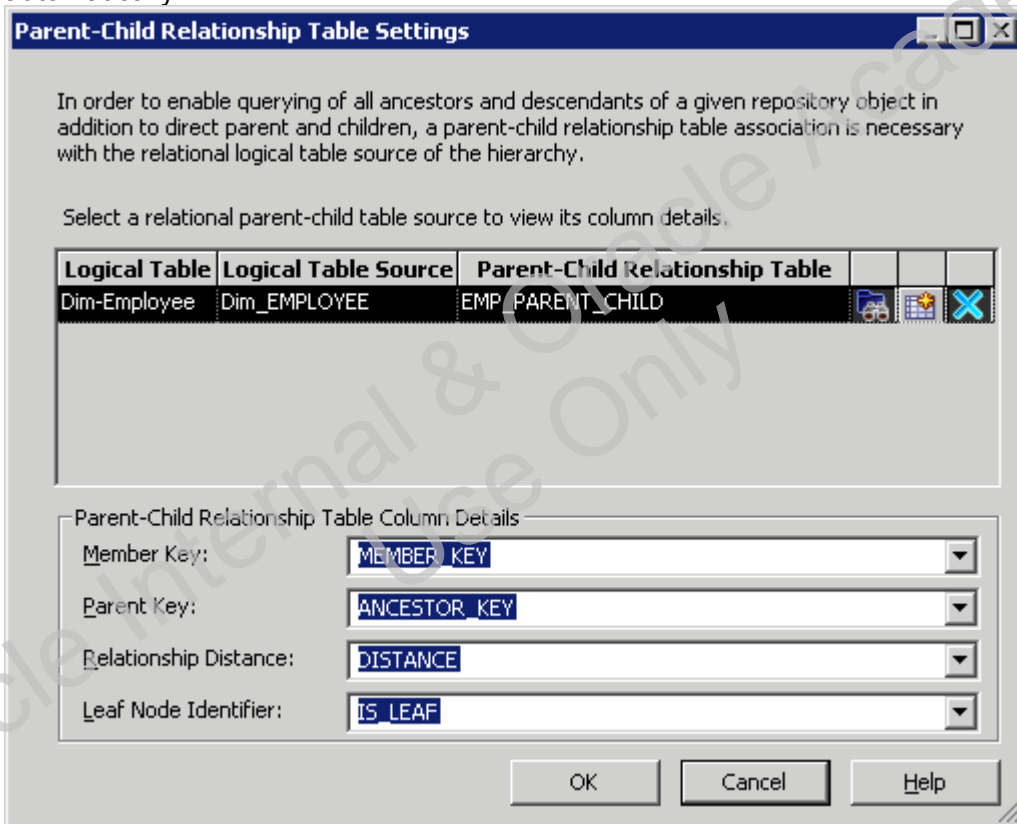 Parent-Child Relationship Table Settings
In order to enable querying of all ancestors and descendants of a given repository object in
addition to direct parent and children, a parent-child relationship table association is necessary
with the relational logical table source of the hierarchy.
Select a relational parent-child table source to view its column details.
Logical Table Logical Table Source Parent-Child Relationship Table
Dim-Employee Dim_EMPLOYEE EMP_PARENT_CHILD
Parent-Child Relationship Table Column Details
Member Key: MEMBER_KEY
Parent Key: ANCESTOR_KEY
Relationship Distance: DISTANCE
Leaf Node Identifier: IS_LEAF
OK Cancel Help
Internal & Oracle
Use Only